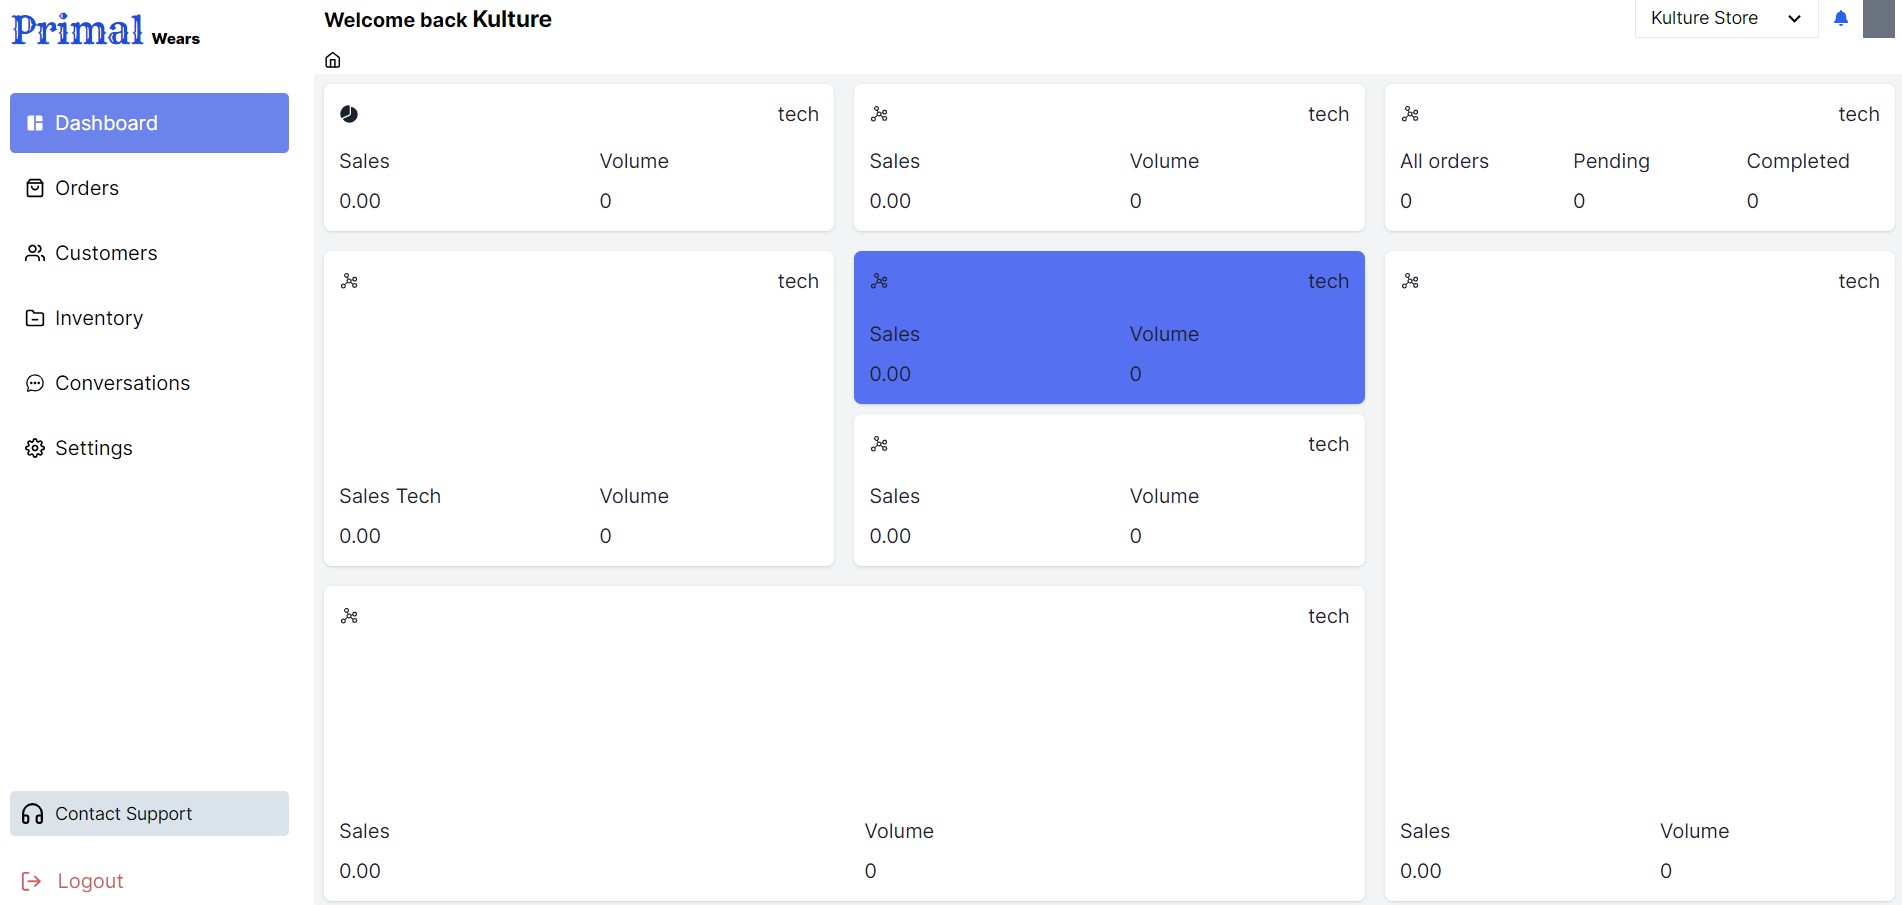 Primal Wears
Dashboard
Orders
Customers
Inventory
Conversations
Settings
Contact Support
Logout
Welcome back Kulture
Kulture Store
tech
Sales Volume
0.00 0
tech
Sales Volume
0.00 0
tech
All orders Pending Completed
0 0 0
tech
Sales Tech Volume
0.00 0
tech
Sales Volume
0.00 0
tech
Sales Volume
0.00 0
tech
Sales Volume
0.00 0
tech
Sales Volume
0.00 0